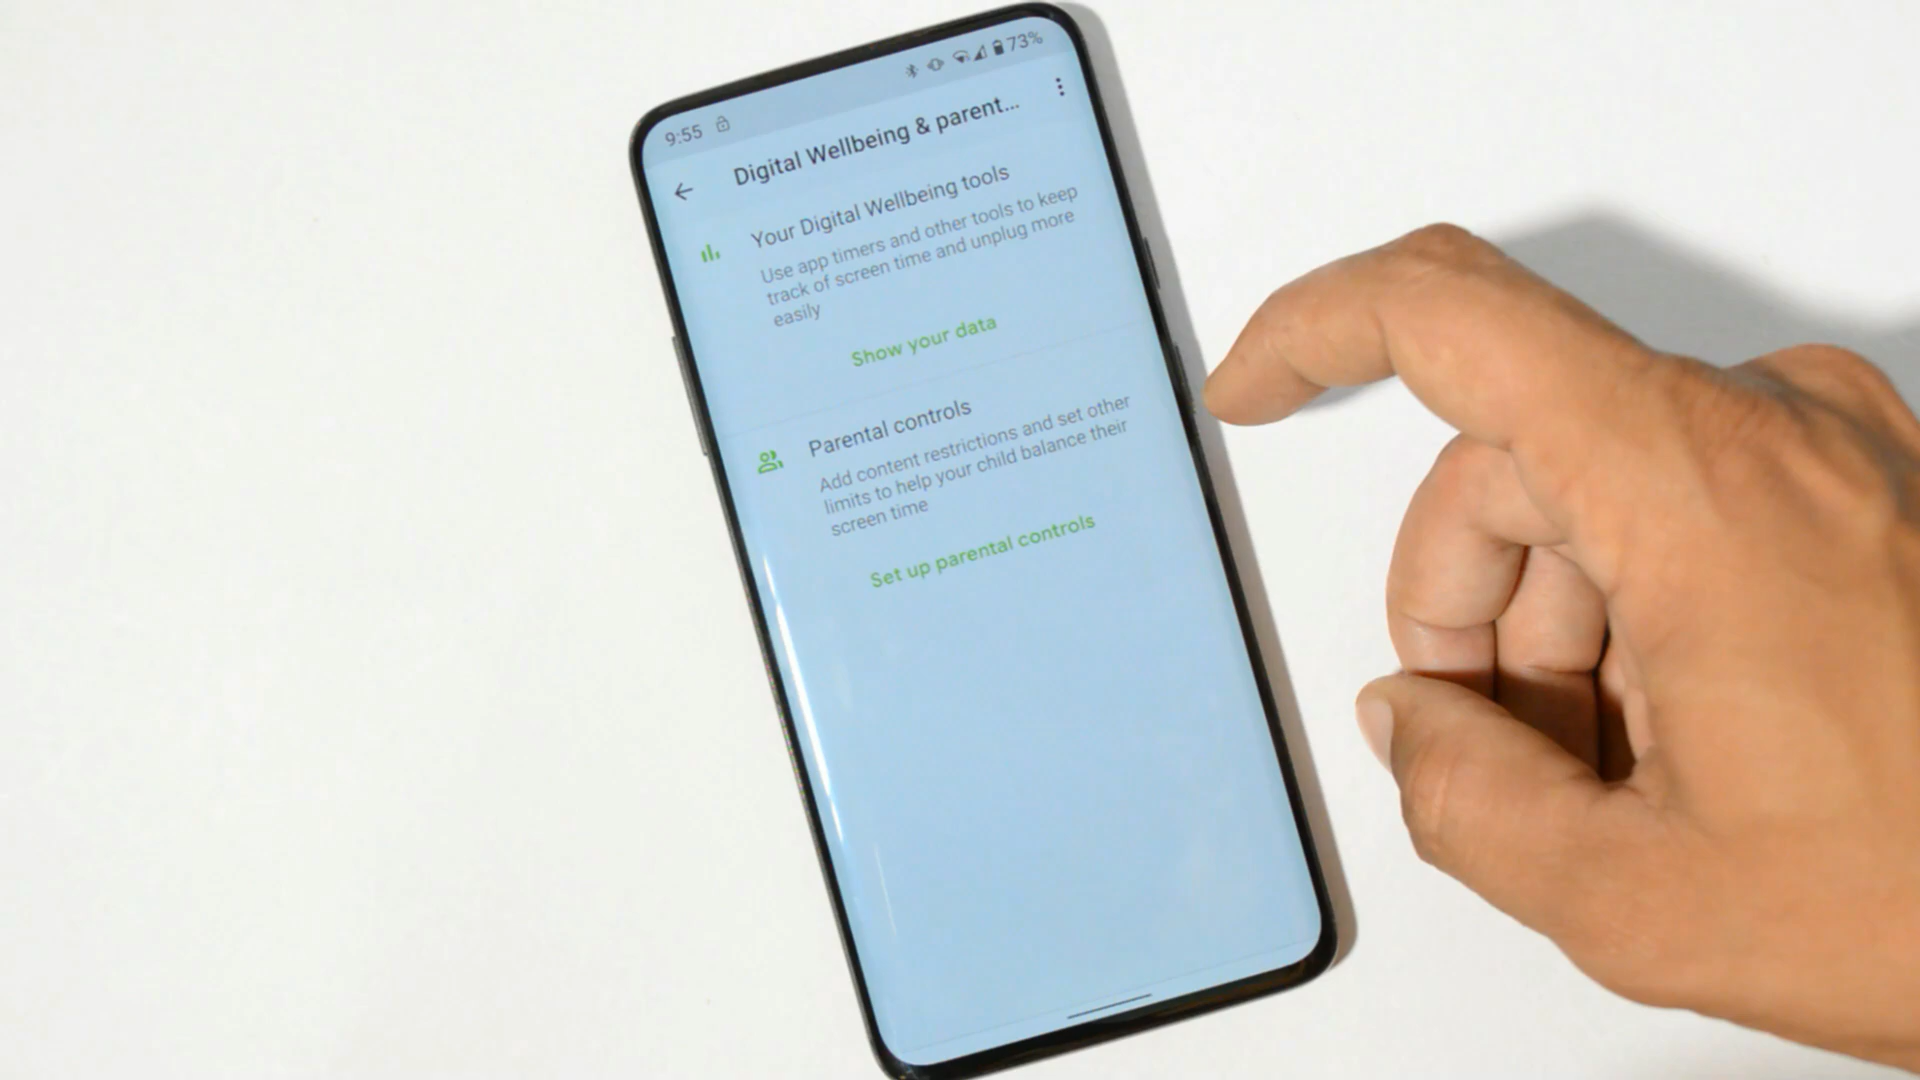 9:55
73%
Digital Wellbeing & parent...
Your Digital Wellbeing tools
Use app timers and other tools to keep
track of screen time and unplug more
easily
Show your data
Parental controls
Add content restrictions and set other
limits to help your child balance their
screen time
Set up parental controls